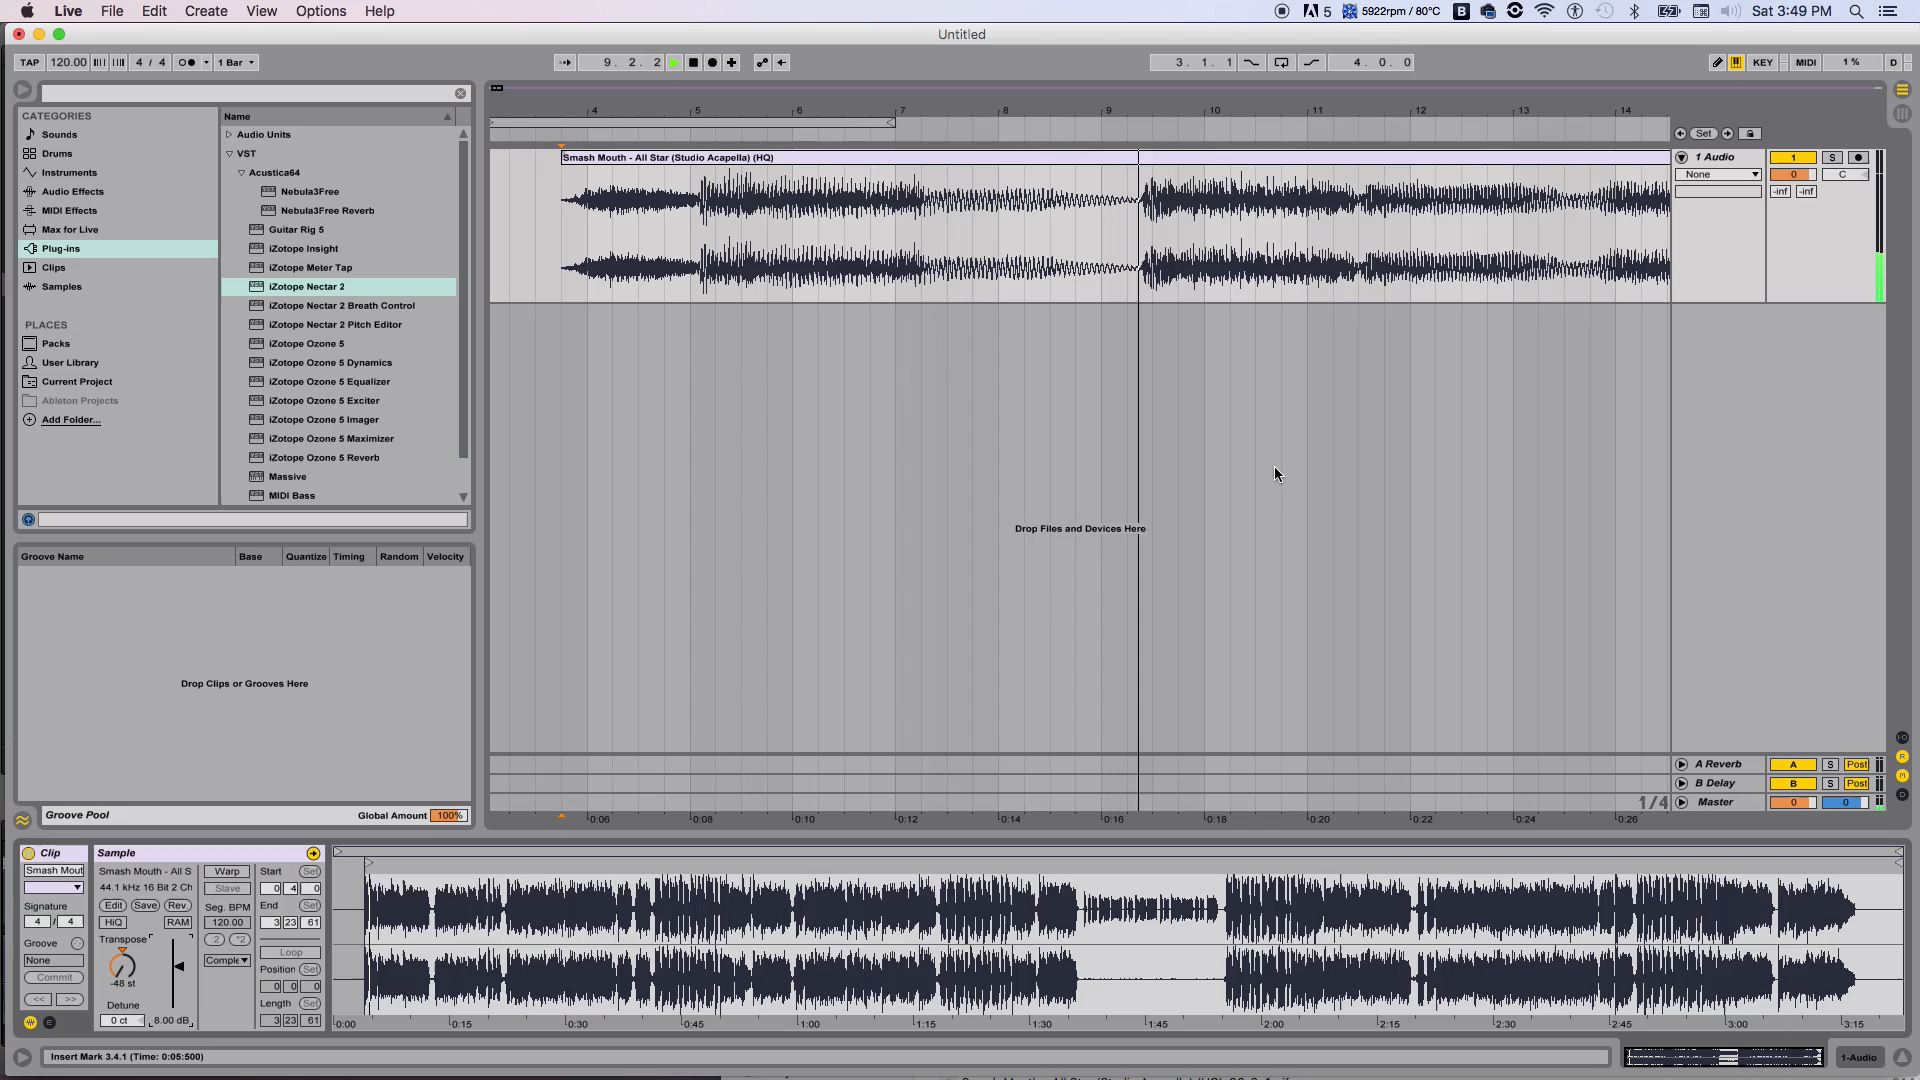 Live File Edit Create View Options Help 5 5922rpm / 80°C Sat 3:49 PM
Untitled
TAP 120.00 4 / 4 1 Bar 9. 2. 2 3. 1. 1 4. 0. 0 KEY MIDI 1 % D
CATEGORIES
Sounds
Drums
Instruments
Audio Effects
MIDI Effects
Max for Live
Plug-ins
Clips
Samples
PLACES
Packs
User Library
Current Project
Ableton Projects
Add Folder...
Name
Audio Units
VST
Acustica64
Nebula3Free
Nebula3Free Reverb
Guitar Rig 5
iZotope Insight
iZotope Meter Tap
iZotope Nectar 2
iZotope Nectar 2 Breath Control
iZotope Nectar 2 Pitch Editor
iZotope Ozone 5
iZotope Ozone 5 Dynamics
iZotope Ozone 5 Equalizer
iZotope Ozone 5 Exciter
iZotope Ozone 5 Imager
iZotope Ozone 5 Maximizer
iZotope Ozone 5 Reverb
Massive
MIDI Bass
4 5 6 7 8 9 10 11 12 13 14
Set
Smash Mouth - All Star (Studio Acapella) (HQ)
1 Audio 1 S
None 0 C
-inf -inf
Drop Files and Devices Here
Groove Name Base Quantize Timing Random Velocity
Drop Clips or Grooves Here
Groove Pool Global Amount 100%
A Reverb A S Post
B Delay B S Post
1/4 Master 0 0
0:06 0:08 0:10 0:12 0:14 0:16 0:18 0:20 0:22 0:24 0:26
Clip
Smash Mout
Signature
4 / 4
Groove
None
Commit
<< >>
Sample
Smash Mouth - All S
44.1 kHz 16 Bit 2 Ch
Edit Save Rev.
HiQ RAM
Transpose
-48 st
Detune
0 ct 8.00 dB
Warp
Slave
Seg. BPM
120.00
:2 *2
Comple
Start Set
0 4 0
End Set
3 23 61
Loop
Position Set
0 0 0
Length Set
3 23 61
0:00 0:15 0:30 0:45 1:00 1:15 1:30 1:45 2:00 2:15 2:30 2:45 3:00 3:15
Insert Mark 3.4.1 (Time: 0:05:500) 1-Audio